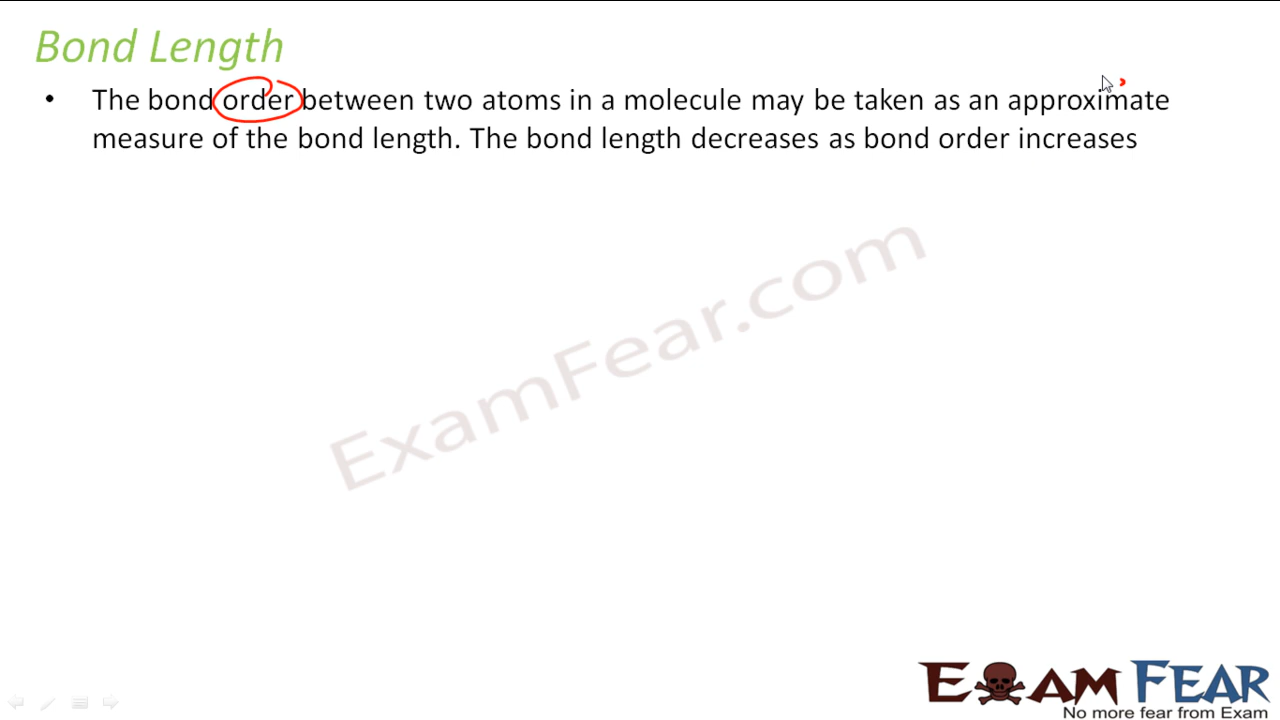 Bond Length
• The bond order between two atoms in a molecule may be taken as an approximate
measure of the bond length. The bond length decreases as bond order increases
ExamFear.com
EXAM FEAR
No more fear from Exam